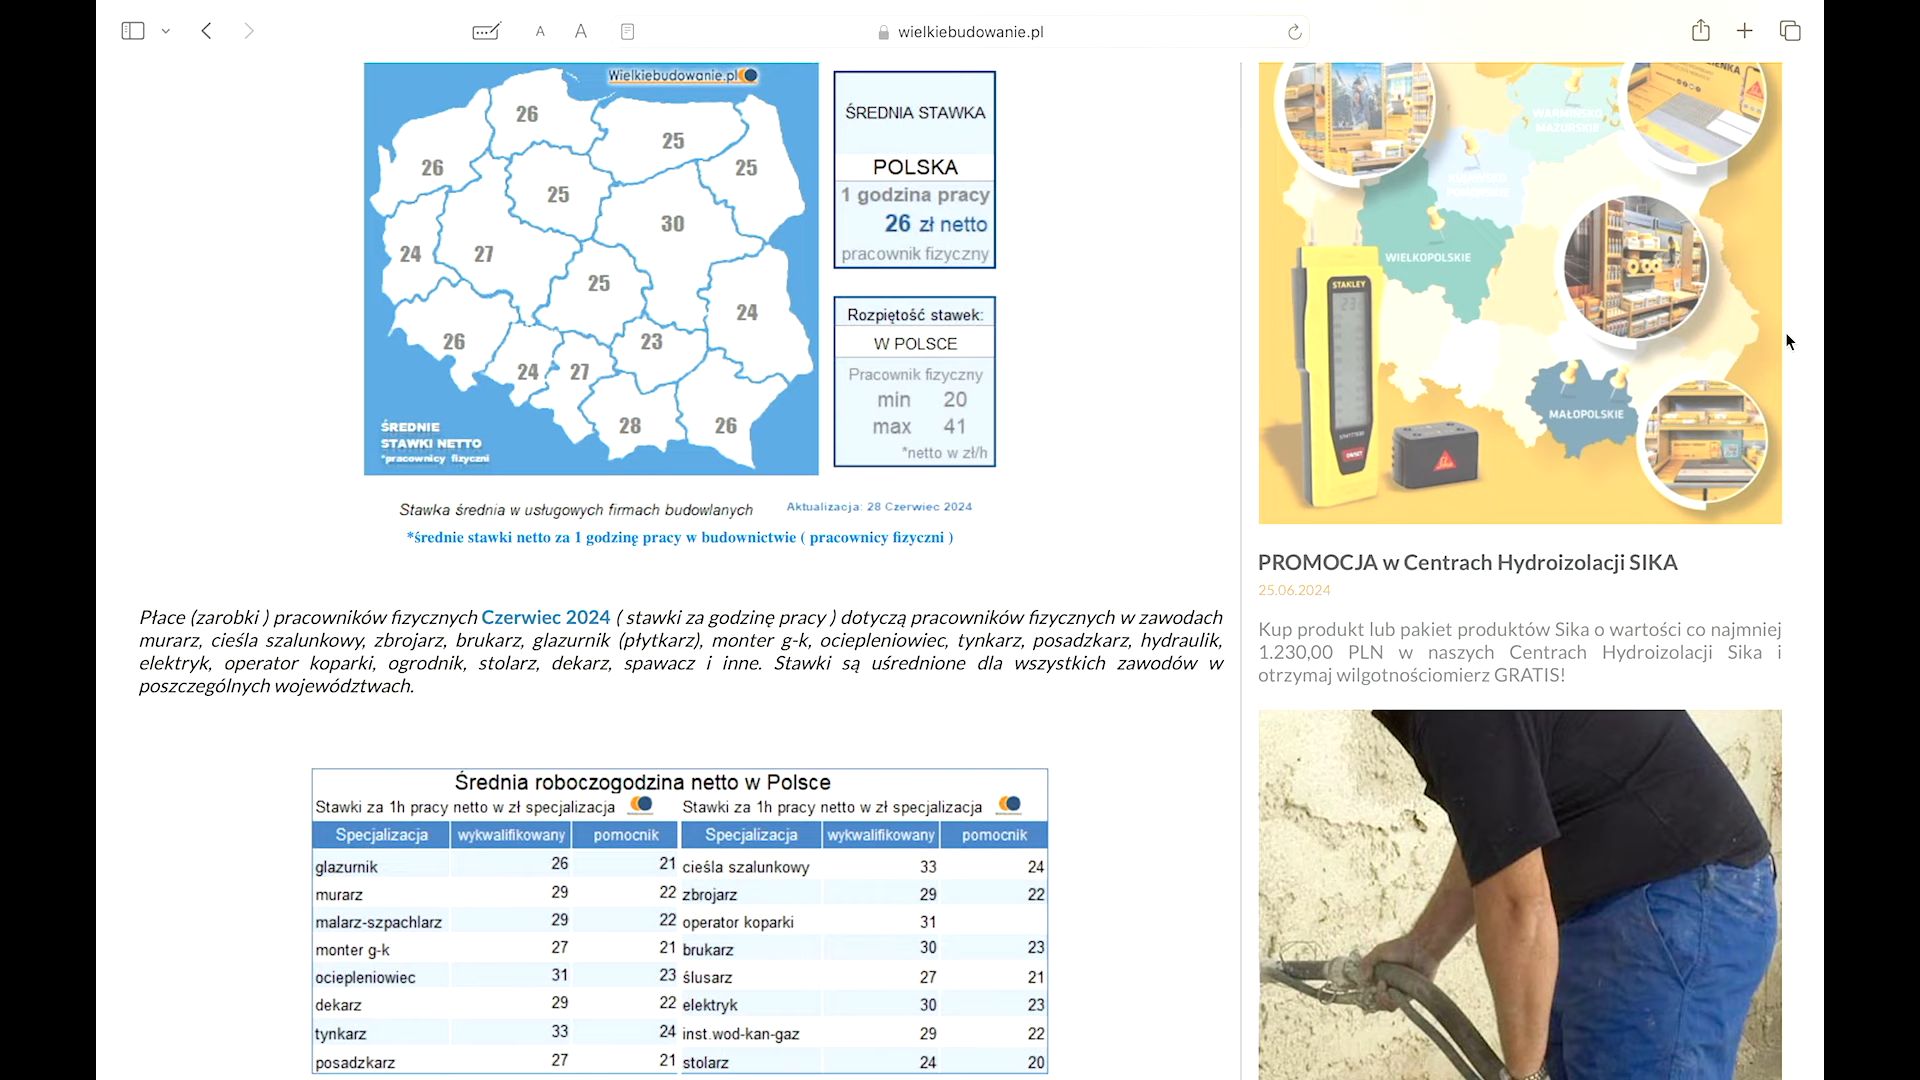 A A
wielkiebudowanie.pl
Wielkiebudowanie.pl
26
25
26
25
25
30
24
27
25
24
26
23
24
27
28
26
ŚREDNIE
STAWKI NETTO
*pracownicy fizyczni
ŚREDNIA STAWKA
POLSKA
1 godzina pracy
26 zł netto
pracownik fizyczny
Rozpiętość stawek:
W POLSCE
Pracownik fizyczny
min 20
max 41
*netto w zł/h
Stawka średnia w usługowych firmach budowlanych
Aktualizacja: 28 Czerwiec 2024
*średnie stawki netto za 1 godzinę pracy w budownictwie ( pracownicy fizyczni )
Płace (zarobki ) pracowników fizycznych Czerwiec 2024 ( stawki za godzinę pracy ) dotyczą pracowników fizycznych w zawodach
murarz, cieśla szalunkowy, zbrojarz, brukarz, glazurnik (płytkarz), monter g-k, ociepleniowiec, tynkarz, posadzkarz, hydraulik,
elektryk, operator koparki, ogrodnik, stolarz, dekarz, spawacz i inne. Stawki są uśrednione dla wszystkich zawodów w
poszczególnych województwach.
Średnia roboczogodzina netto w Polsce
Stawki za 1h pracy netto w zł specjalizacja Stawki za 1h pracy netto w zł specjalizacja
Specjalizacja wykwalifikowany pomocnik Specjalizacja wykwalifikowany pomocnik
glazurnik 26 21 cieśla szalunkowy 33 24
murarz 29 22 zbrojarz 29 22
malarz-szpachlarz 29 22 operator koparki 31
monter g-k 27 21 brukarz 30 23
ociepleniowiec 31 23 ślusarz 27 21
dekarz 29 22 elektryk 30 23
tynkarz 33 24 inst.wod-kan-gaz 29 22
posadzkarz 27 21 stolarz 24 20
WARMIŃSKO
MAZURSKIE
KUJAWSKO
POMORSKIE
WIELKOPOLSKIE
STANLEY
MAŁOPOLSKIE
PROMOCJA w Centrach Hydroizolacji SIKA
25.06.2024
Kup produkt lub pakiet produktów Sika o wartości co najmniej
1.230,00 PLN w naszych Centrach Hydroizolacji Sika i
otrzymaj wilgotnościomierz GRATIS!